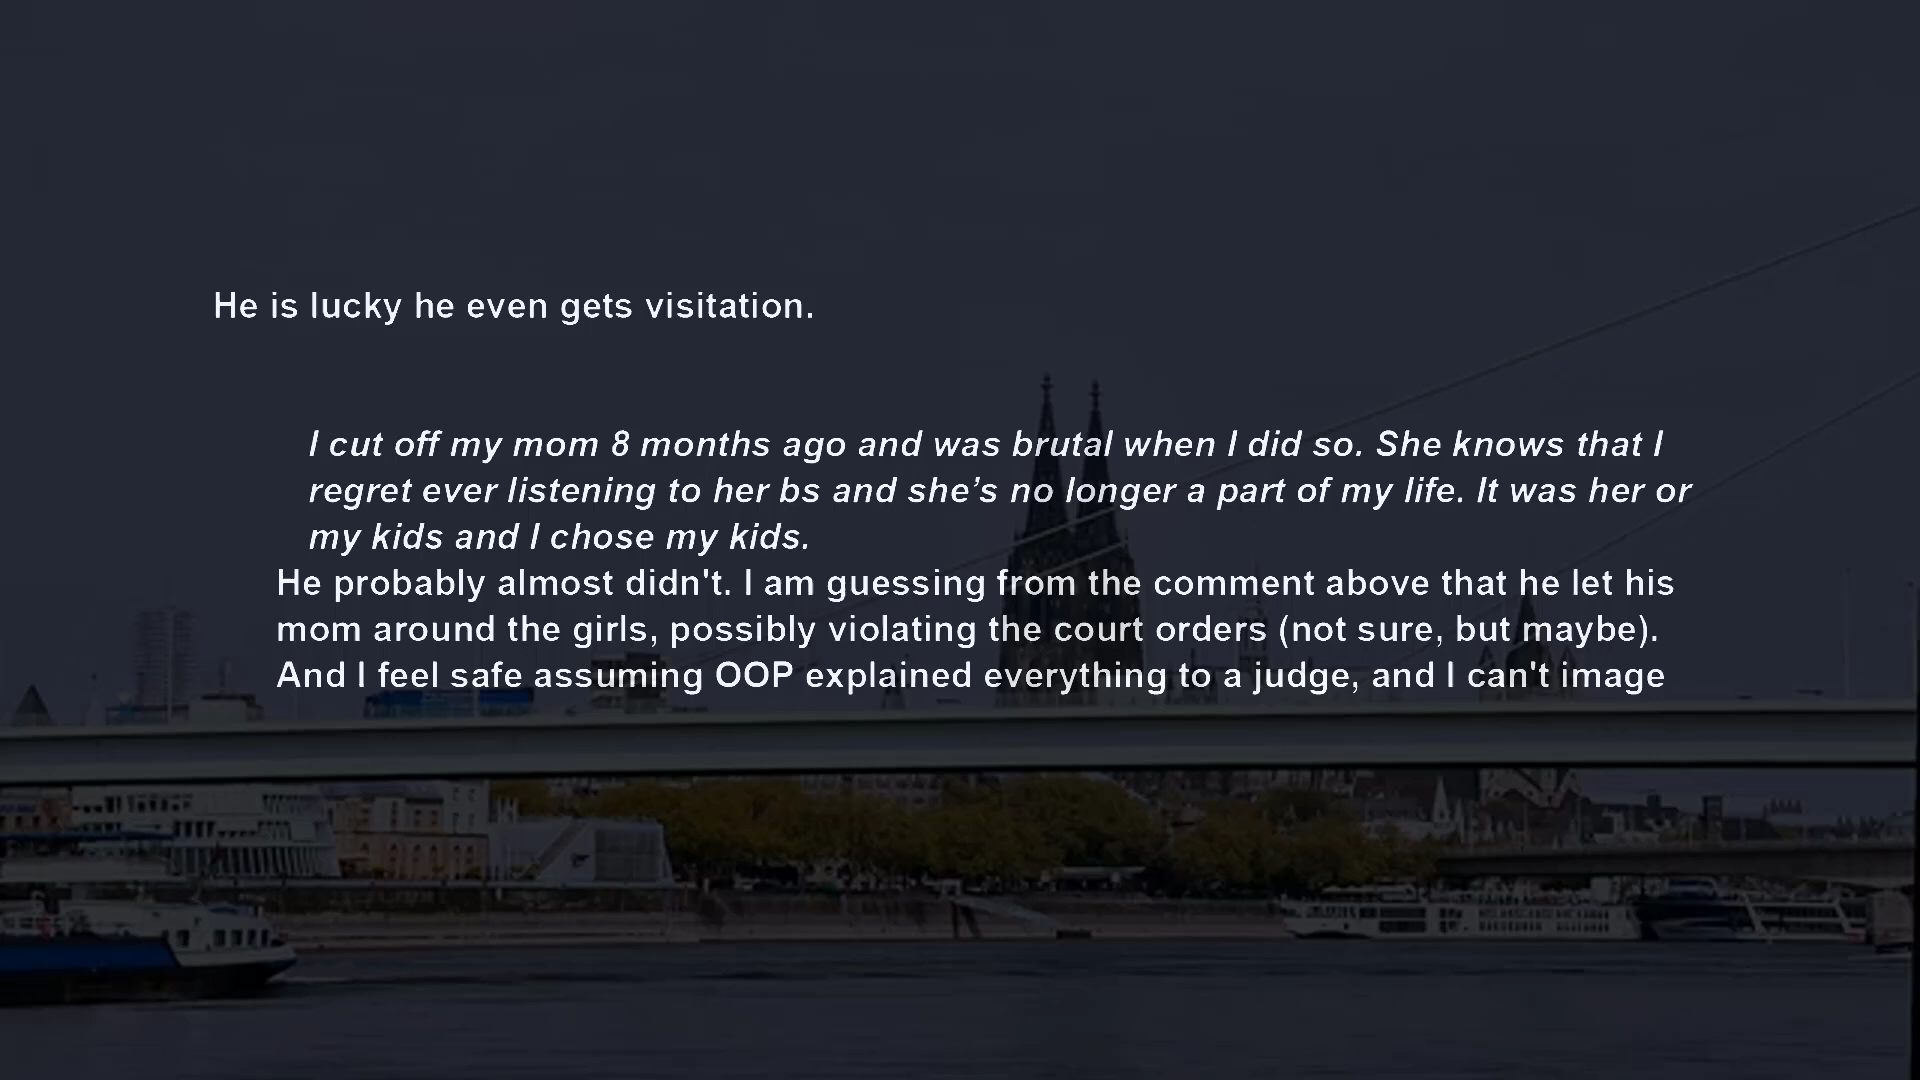 He is lucky he even gets visitation.
I cut off my mom 8 months ago and was brutal when I did so. She knows that I
regret ever listening to her bs and she’s no longer a part of my life. It was her or
my kids and I chose my kids.
He probably almost didn't. I am guessing from the comment above that he let his
mom around the girls, possibly violating the court orders (not sure, but maybe).
And I feel safe assuming OOP explained everything to a judge, and I can't image